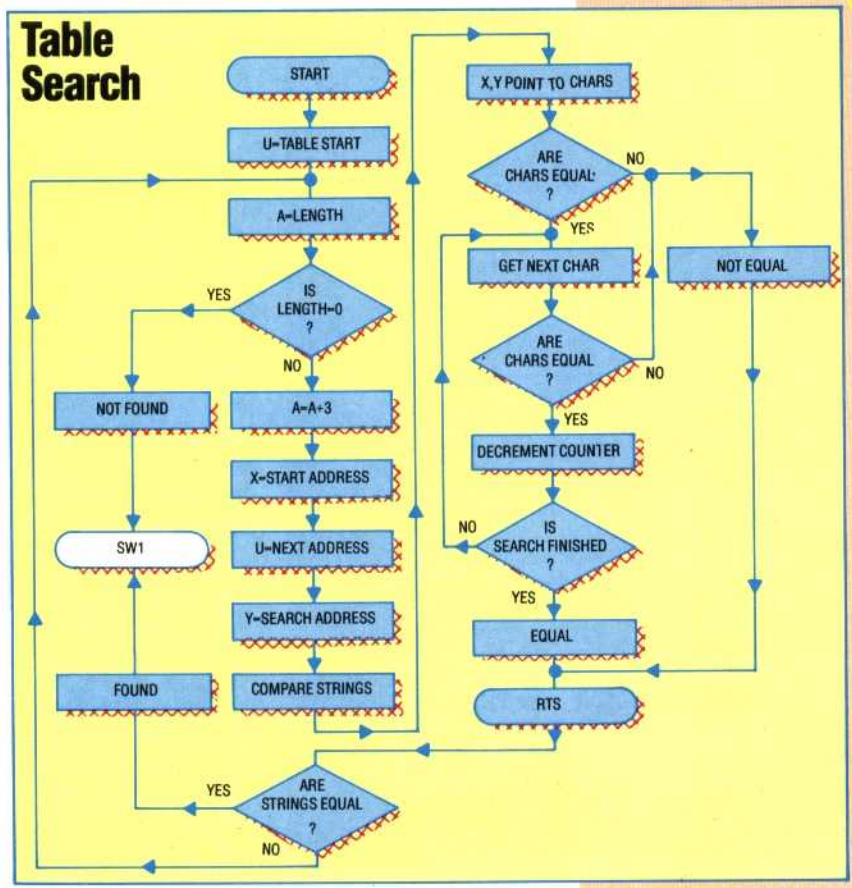 Table
Search
START
U=TABLE START
A=LENGTH
IS
LENGTH=0
?
YES
NO
NOT FOUND
A=A+3
X=START ADDRESS
SW1
U=NEXT ADDRESS
Y=SEARCH ADDRESS
FOUND
COMPARE STRINGS
ARE
STRINGS EQUAL
?
YES
NO
X,Y POINT TO CHARS
ARE
CHARS EQUAL
?
NO
YES
GET NEXT CHAR
NOT EQUAL
ARE
CHARS EQUAL
?
NO
YES
DECREMENT COUNTER
IS
SEARCH FINISHED
?
NO
YES
EQUAL
RTS